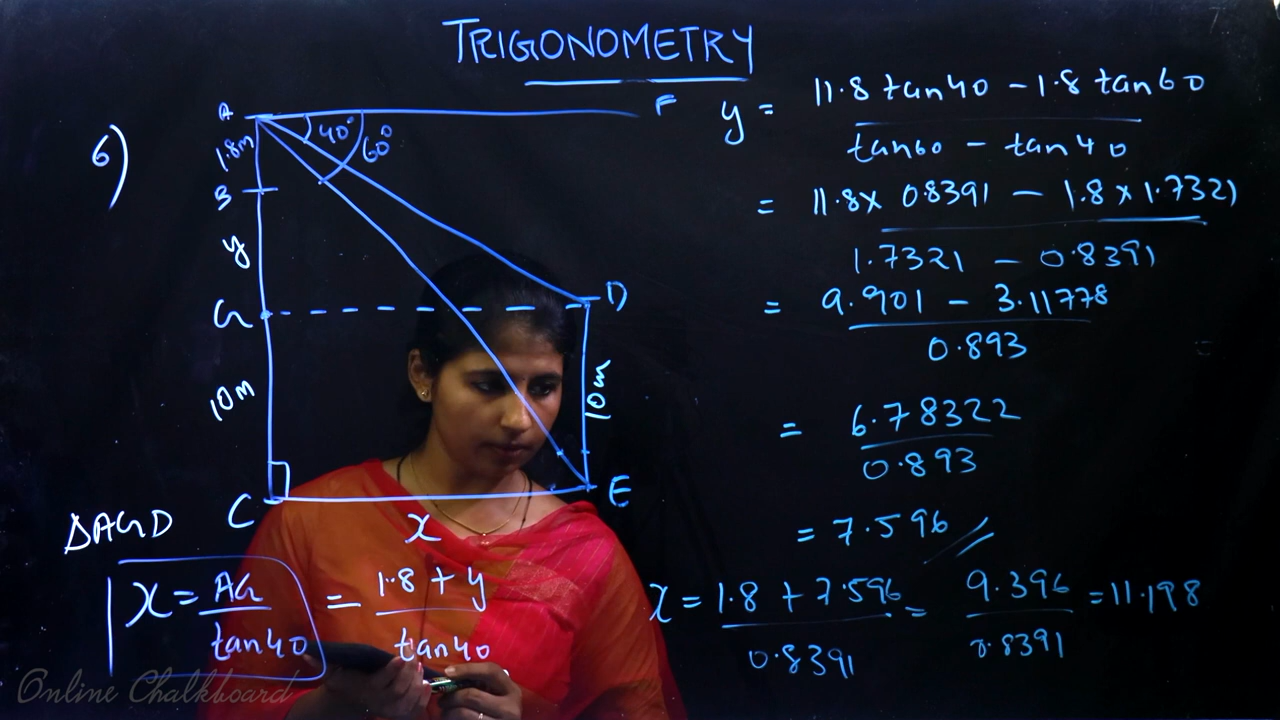 TRIGONOMETRY
6)
A
F
1.8m
40°
60°
B
y
G
D
10m
10m
C
E
x
ΔAGD
x = AG / tan40 = 1.8 + y / tan40
y = 11.8 tan40 - 1.8 tan60 / tan60 - tan40
= 11.8 x 0.8391 - 1.8 x 1.7321 / 1.7321 - 0.8391
= 9.901 - 3.11778 / 0.893
= 6.78322 / 0.893
= 7.596 //
x = 1.8 + 7.596 / 0.8391 = 9.396 / 0.8391 = 11.198
Online Chalkboard